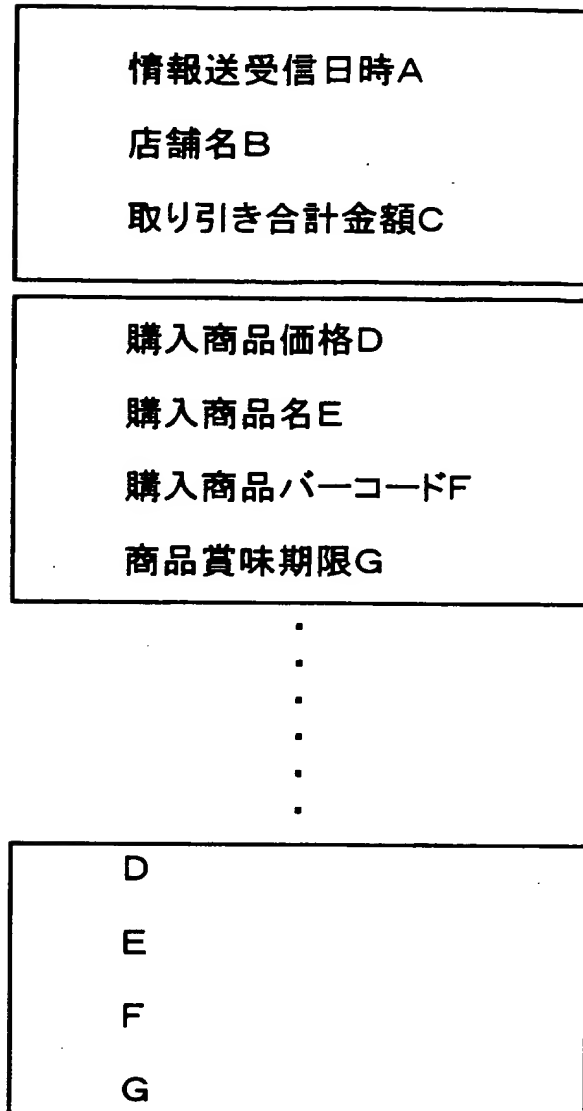 情報送受信日時A
店舗名B
取り引き合計金額C
購入商品価格D
購入商品名E
購入商品バーコードF
商品賞味期限G
D
E
F
G